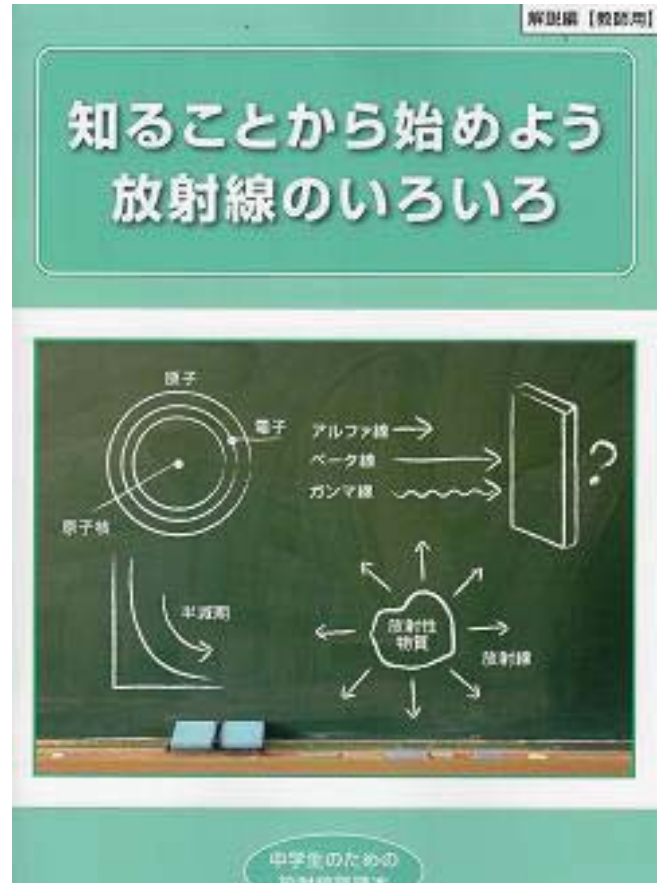 解説編【教師用】
知ることから始めよう
放射線のいろいろ
原子
電子
原子核
アルファ線
ベータ線
ガンマ線
?
半減期
放射性
物質
放射線
中学生のための